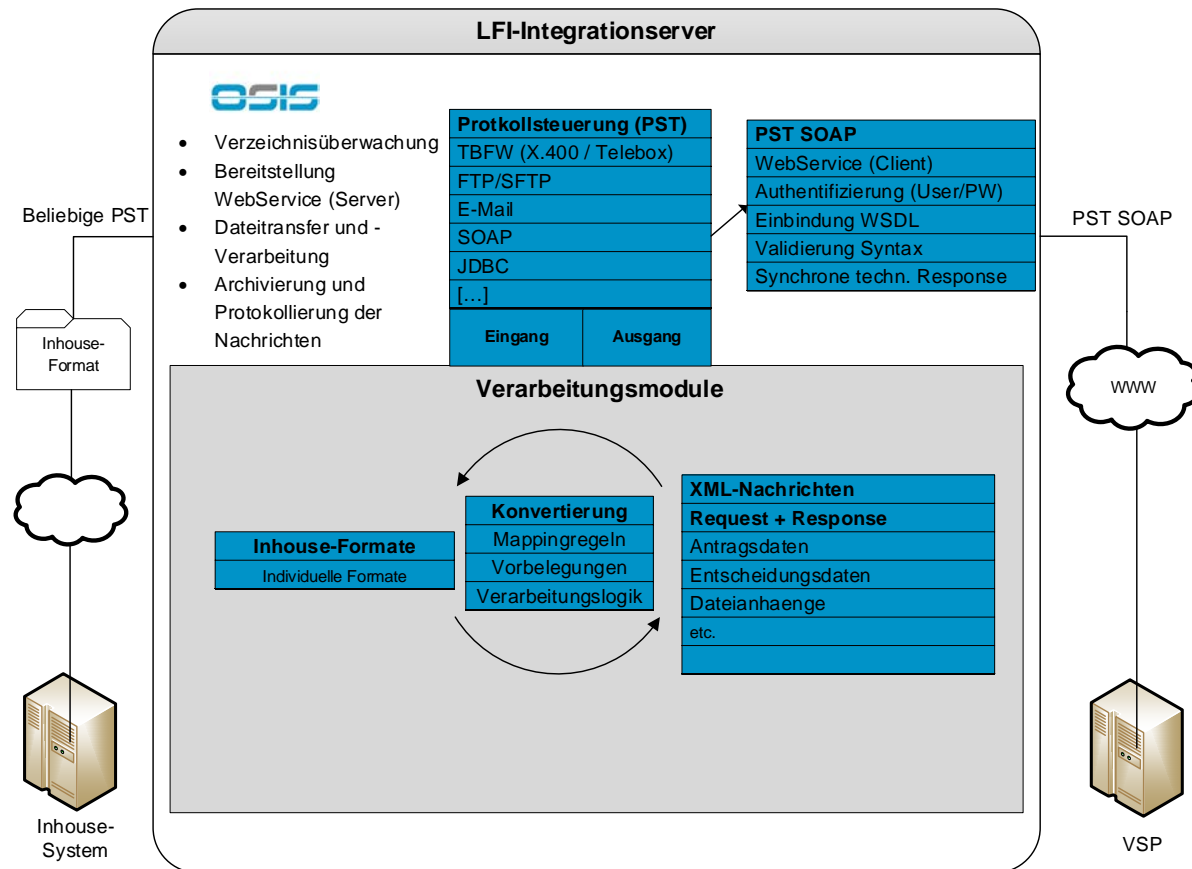 LFI-Integrationserver
OSIS
• Verzeichnisüberwachung
• Bereitstellung
WebService (Server)
• Dateitransfer und -
Verarbeitung
• Archivierung und
Protokollierung der
Nachrichten
Protkollsteuerung (PST)
TBFW (X.400 / Telebox)
FTP/SFTP
E-Mail
SOAP
JDBC
[…]
Eingang
Ausgang
PST SOAP
WebService (Client)
Authentifizierung (User/PW)
Einbindung WSDL
Validierung Syntax
Synchrone techn. Response
Beliebige PST
Inhouse-
Format
PST SOAP
WWW
Verarbeitungsmodule
Inhouse-Formate
Individuelle Formate
Konvertierung
Mappingregeln
Vorbelegungen
Verarbeitungslogik
XML-Nachrichten
Request + Response
Antragsdaten
Entscheidungsdaten
Dateianhaenge
etc.
Inhouse-
System
VSP